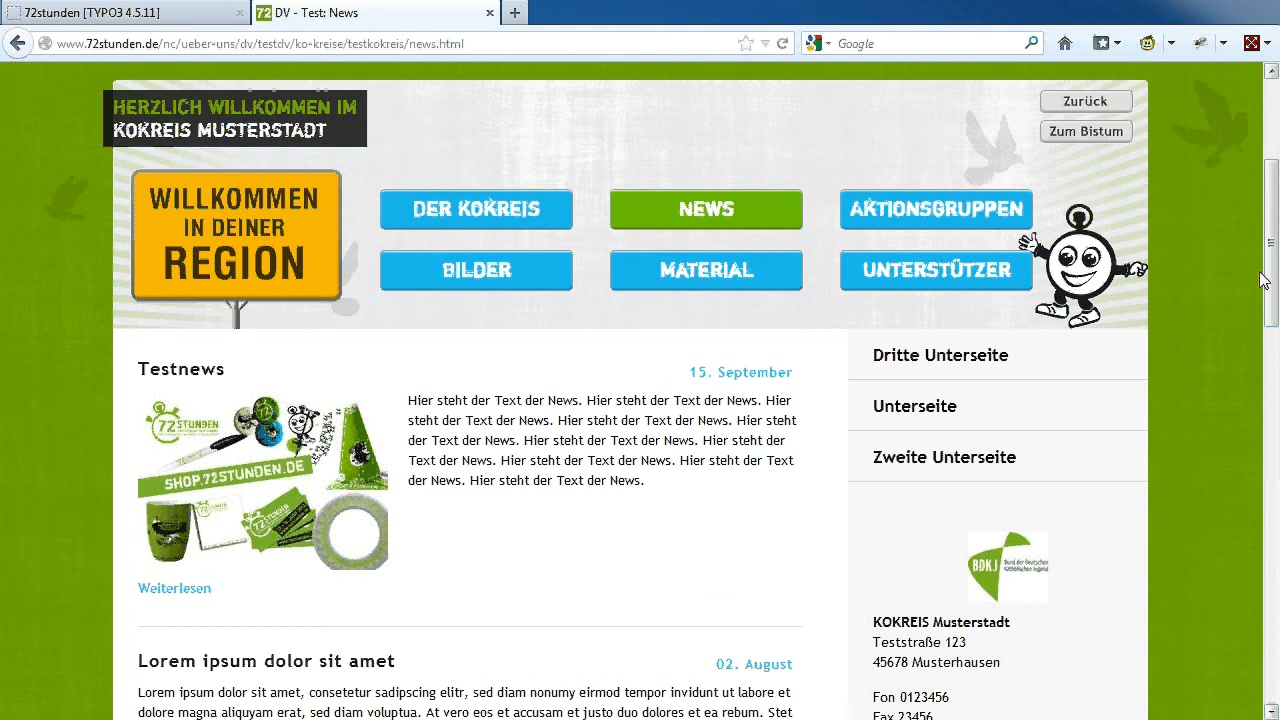 72stunden [TYPO3 4.5.11]
72 DV - Test: News
www.72stunden.de/nc/ueber-uns/dv/testdv/ko-kreise/testkokreis/news.html
Google
HERZLICH WILLKOMMEN IM
KOKREIS MUSTERSTADT
Zurück
Zum Bistum
WILLKOMMEN
IN DEINER
REGION
DER KOKREIS
NEWS
AKTIONSGRUPPEN
BILDER
MATERIAL
UNTERSTÜTZER
Testnews
15. September
72 STUNDEN
SHOP.72STUNDEN.DE
Hier steht der Text der News. Hier steht der Text der News. Hier
steht der Text der News. Hier steht der Text der News. Hier steht
der Text der News. Hier steht der Text der News. Hier steht der
Text der News. Hier steht der Text der News. Hier steht der Text
der News. Hier steht der Text der News.
Weiterlesen
Lorem ipsum dolor sit amet
02. August
Lorem ipsum dolor sit amet, consetetur sadipscing elitr, sed diam nonumy eirmod tempor invidunt ut labore et
dolore magna aliquyam erat, sed diam voluptua. At vero eos et accusam et justo duo dolores et ea rebum. Stet
Dritte Unterseite
Unterseite
Zweite Unterseite
BDKJ
Bund der Deutschen
Katholischen Jugend
KOKREIS Musterstadt
Teststraße 123
45678 Musterhausen
Fon 0123456
Fax 23456